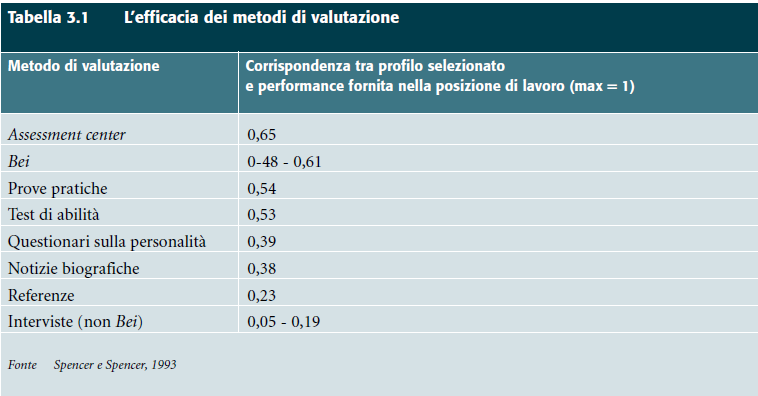 Tabella 3.1 L'efficacia dei metodi di valutazione
Metodo di valutazione Corrispondenza tra profilo selezionato
e performance fornita nella posizione di lavoro (max = 1)
Assessment center 0,65
Bei 0-48 - 0,61
Prove pratiche 0,54
Test di abilità 0,53
Questionari sulla personalità 0,39
Notizie biografiche 0,38
Referenze 0,23
Interviste (non Bei) 0,05 - 0,19
Fonte Spencer e Spencer, 1993